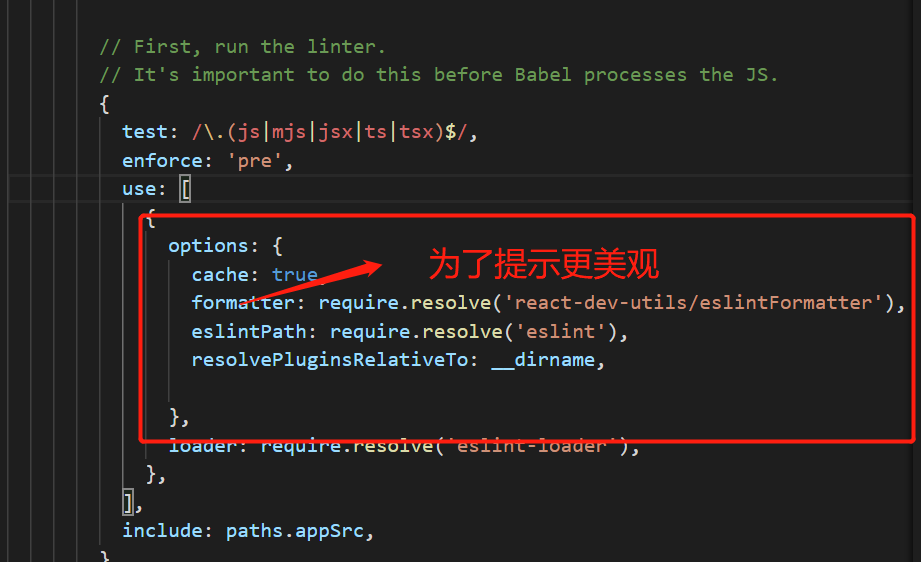 // First, run the linter.
// It's important to do this before Babel processes the JS.
{
test: /\.(js|mjs|jsx|ts|tsx)$/,
enforce: 'pre',
use: [
{
options: {
为了提示更美观
cache: true,
formatter: require.resolve('react-dev-utils/eslintFormatter'),
eslintPath: require.resolve('eslint'),
resolvePluginsRelativeTo: __dirname,
},
loader: require.resolve('eslint-loader'),
},
],
include: paths.appSrc,
}